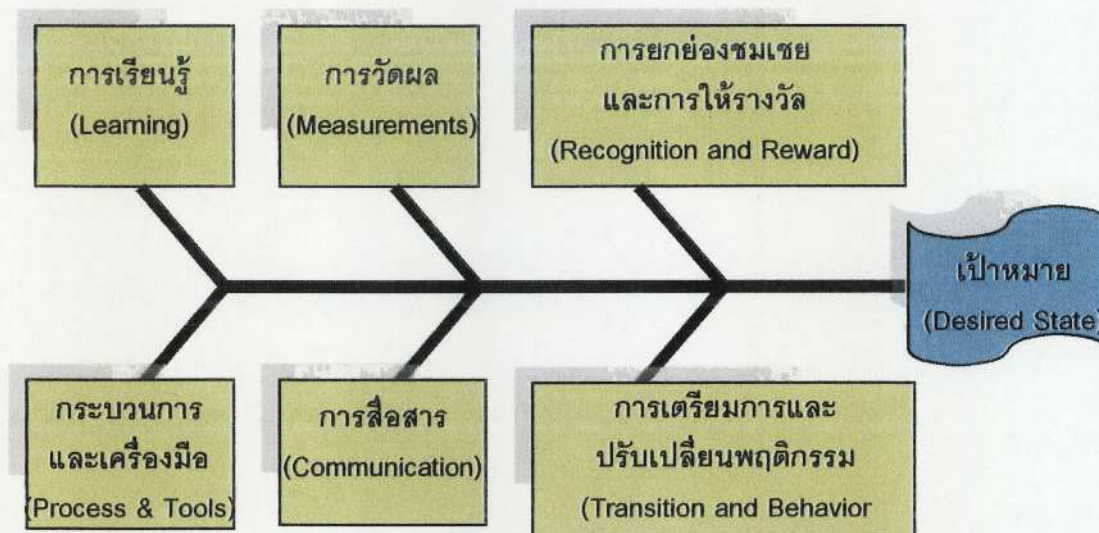 การเรียนรู้
(Learning)
การวัดผล
(Measurements)
การยกย่องชมเชย
และการให้รางวัล
(Recognition and Reward)
เป้าหมาย
(Desired State)
กระบวนการ
และเครื่องมือ
(Process & Tools)
การสื่อสาร
(Communication)
การเตรียมการและ
ปรับเปลี่ยนพฤติกรรม
(Transition and Behavior